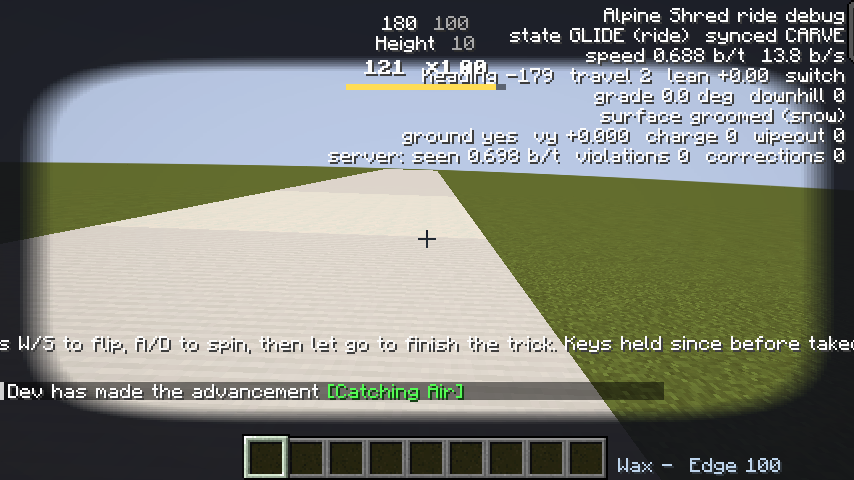 180 100
Height 10
121 x1.00
Alpine Shred ride debug
state GLIDE (ride) synced CARVE
speed 0.688 b/t 13.8 b/s
heading -179 travel 2 lean +0.00 switch
grade 0.0 deg downhill 0
surface groomed (snow)
ground yes vy +0.000 charge 0 wipeout 0
server: seen 0.698 b/t violations 0 corrections 0
s W/S to flip, A/D to spin, then let go to finish the trick. Keys held since before takeo
Dev has made the advancement [Catching Air]
Wax - Edge 100